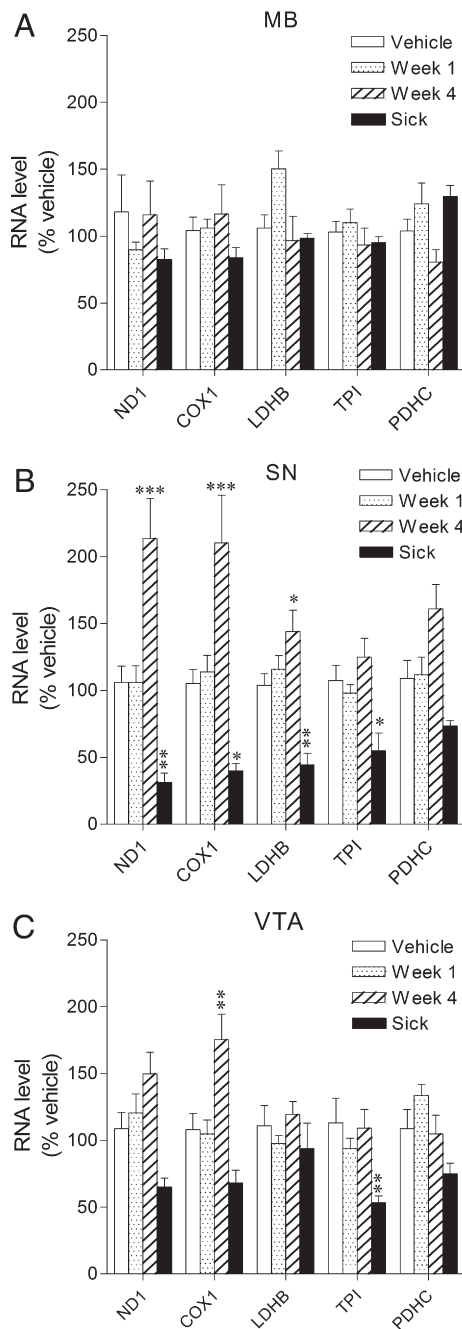 A
MB
Vehicle
Week 1
Week 4
Sick
250
200
150
100
50
0
RNA level
(% vehicle)
ND1
COX1
LDHB
TPI
PDHC
B
SN
Vehicle
Week 1
Week 4
Sick
250
200
150
100
50
0
RNA level
(% vehicle)
***
***
*
**
*
**
*
ND1
COX1
LDHB
TPI
PDHC
C
VTA
Vehicle
Week 1
Week 4
Sick
250
200
150
100
50
0
RNA level
(% vehicle)
**
**
ND1
COX1
LDHB
TPI
PDHC